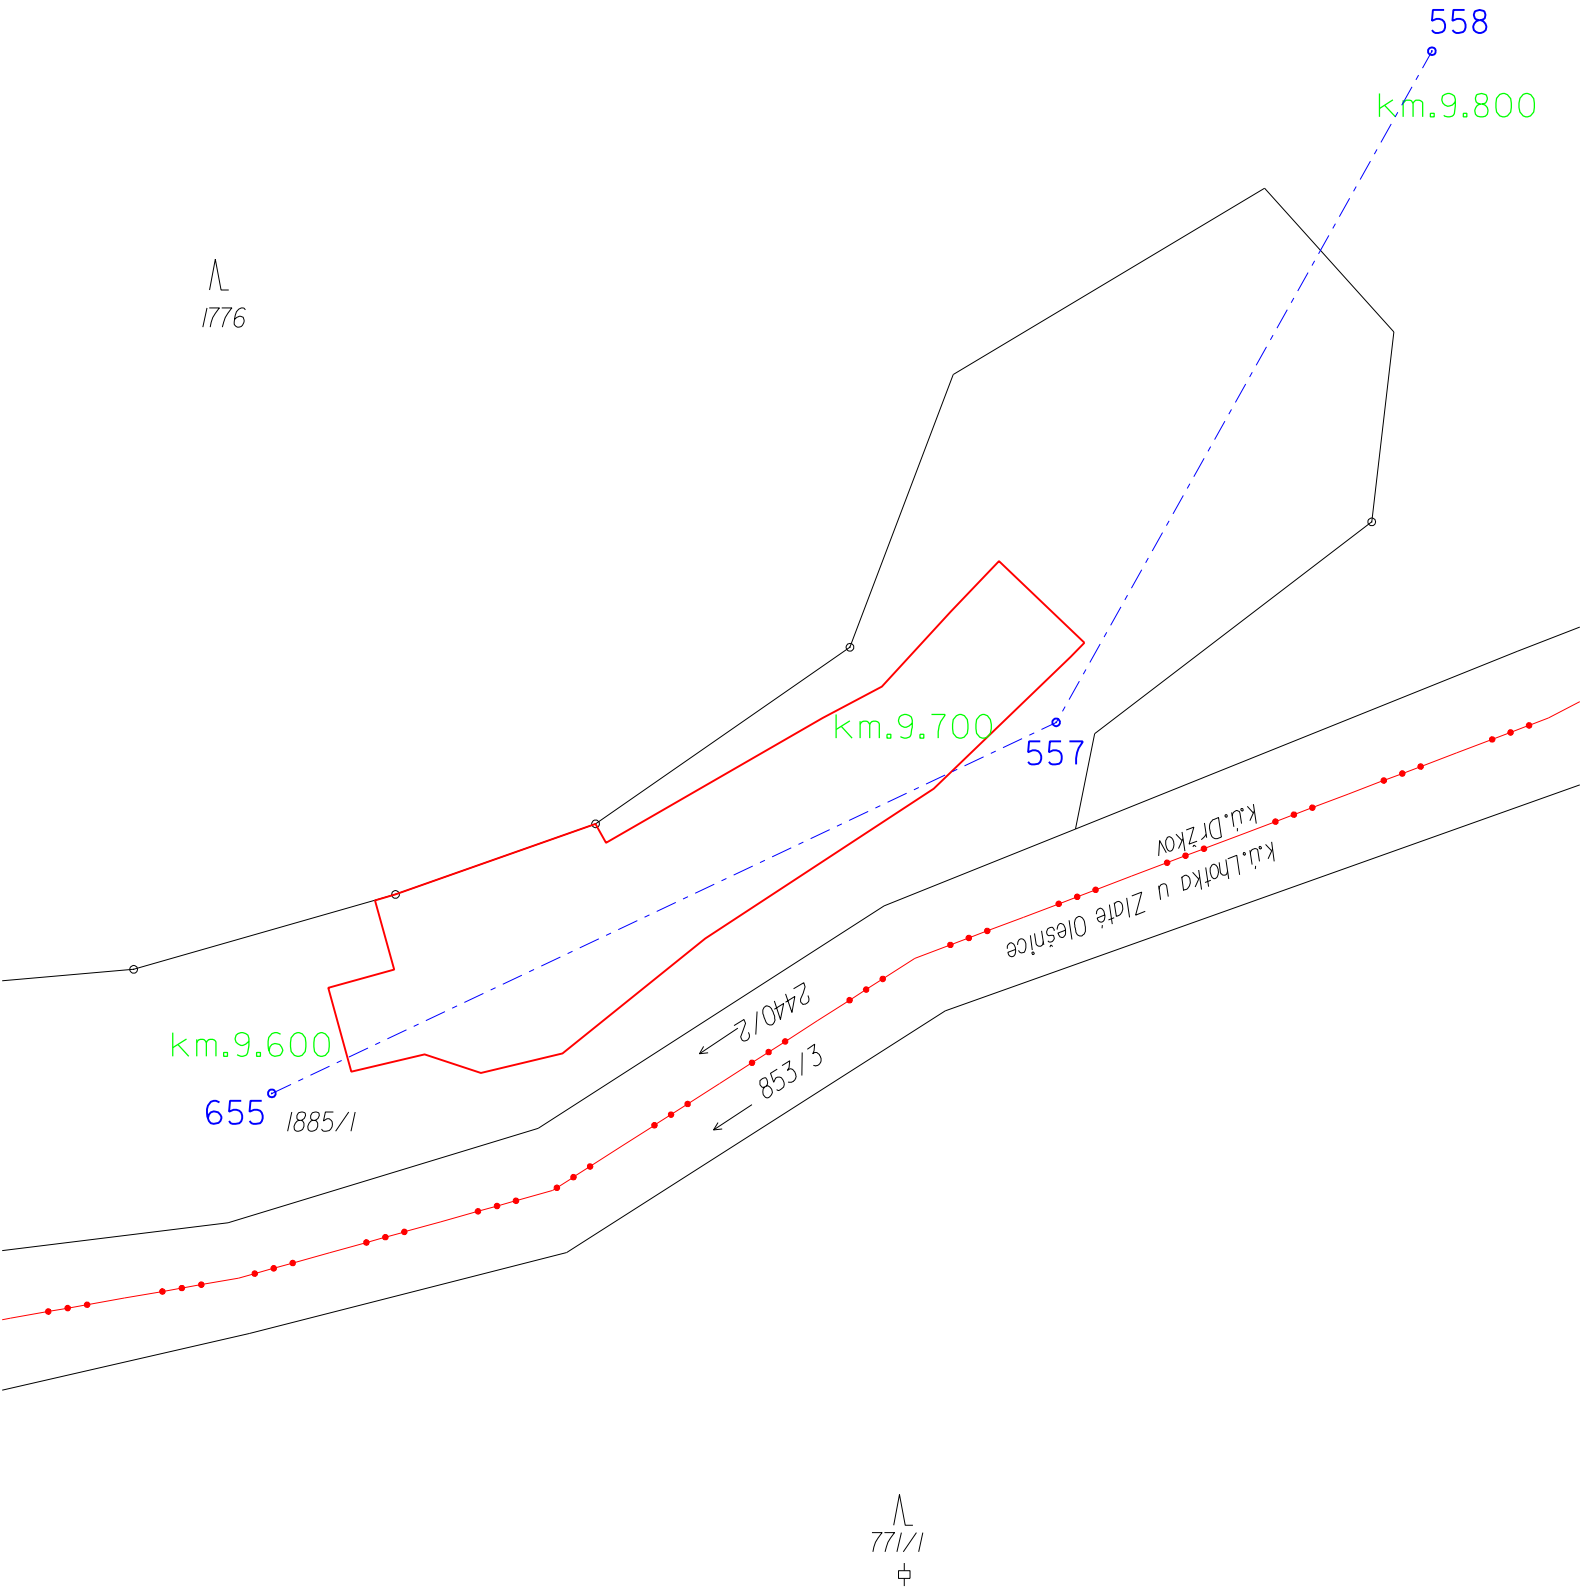 558
km.9.800
1776
km.9.700
557
k.ú.Držkov
k.ú.Lhotka u Zlaté Olešnice
2440/2
km.9.600
853/3
655
1885/1
771/1